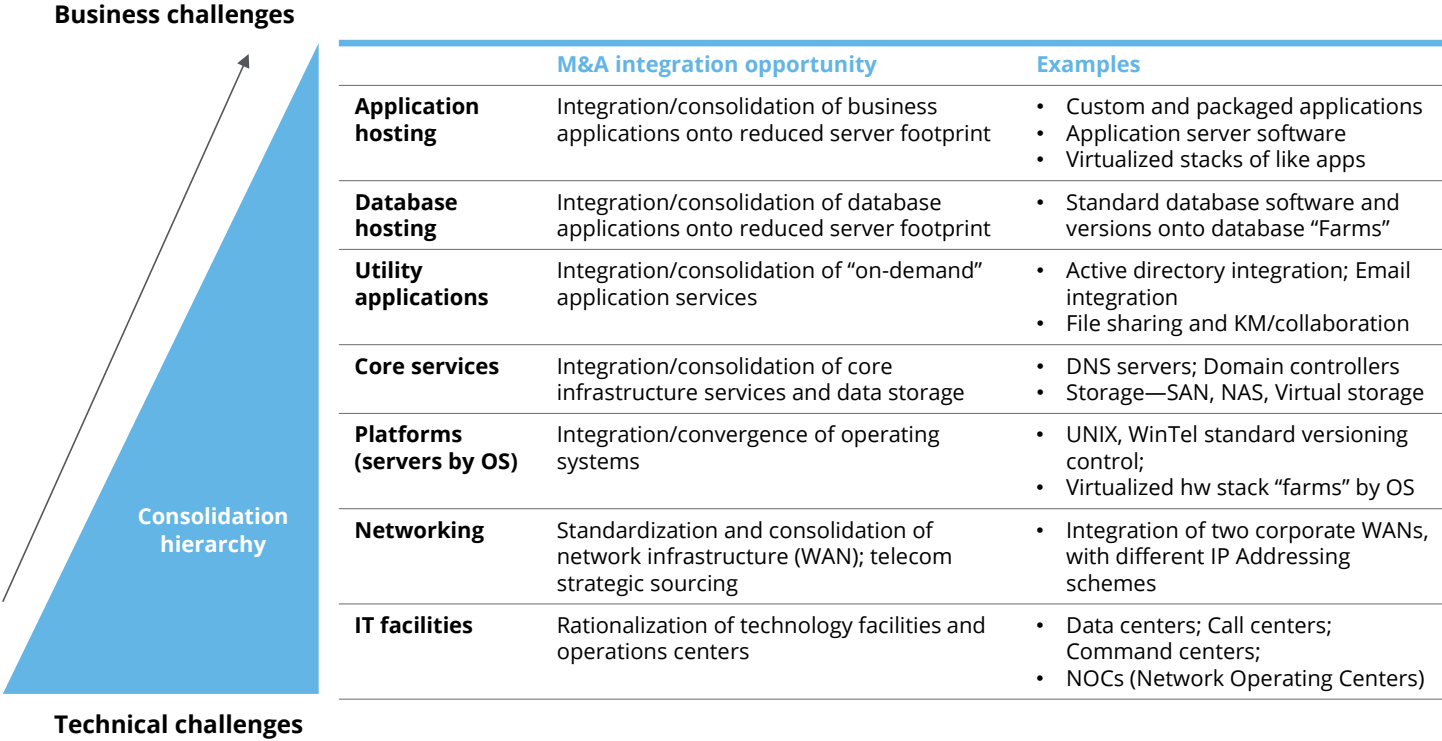 Business challenges
M&A integration opportunity
Examples
Application
hosting
Integration/consolidation of business
applications onto reduced server footprint
• Custom and packaged applications
• Application server software
• Virtualized stacks of like apps
Database
hosting
Integration/consolidation of database
applications onto reduced server footprint
• Standard database software and
versions onto database “Farms”
Utility
applications
Integration/consolidation of “on-demand”
application services
• Active directory integration; Email
integration
• File sharing and KM/collaboration
Core services
Integration/consolidation of core
infrastructure services and data storage
• DNS servers; Domain controllers
• Storage—SAN, NAS, Virtual storage
Platforms
(servers by OS)
Integration/convergence of operating
systems
• UNIX, WinTel standard versioning
control;
• Virtualized hw stack “farms” by OS
Consolidation
hierarchy
Networking
Standardization and consolidation of
network infrastructure (WAN); telecom
strategic sourcing
• Integration of two corporate WANs,
with different IP Addressing
schemes
IT facilities
Rationalization of technology facilities and
operations centers
• Data centers; Call centers;
Command centers;
• NOCs (Network Operating Centers)
Technical challenges